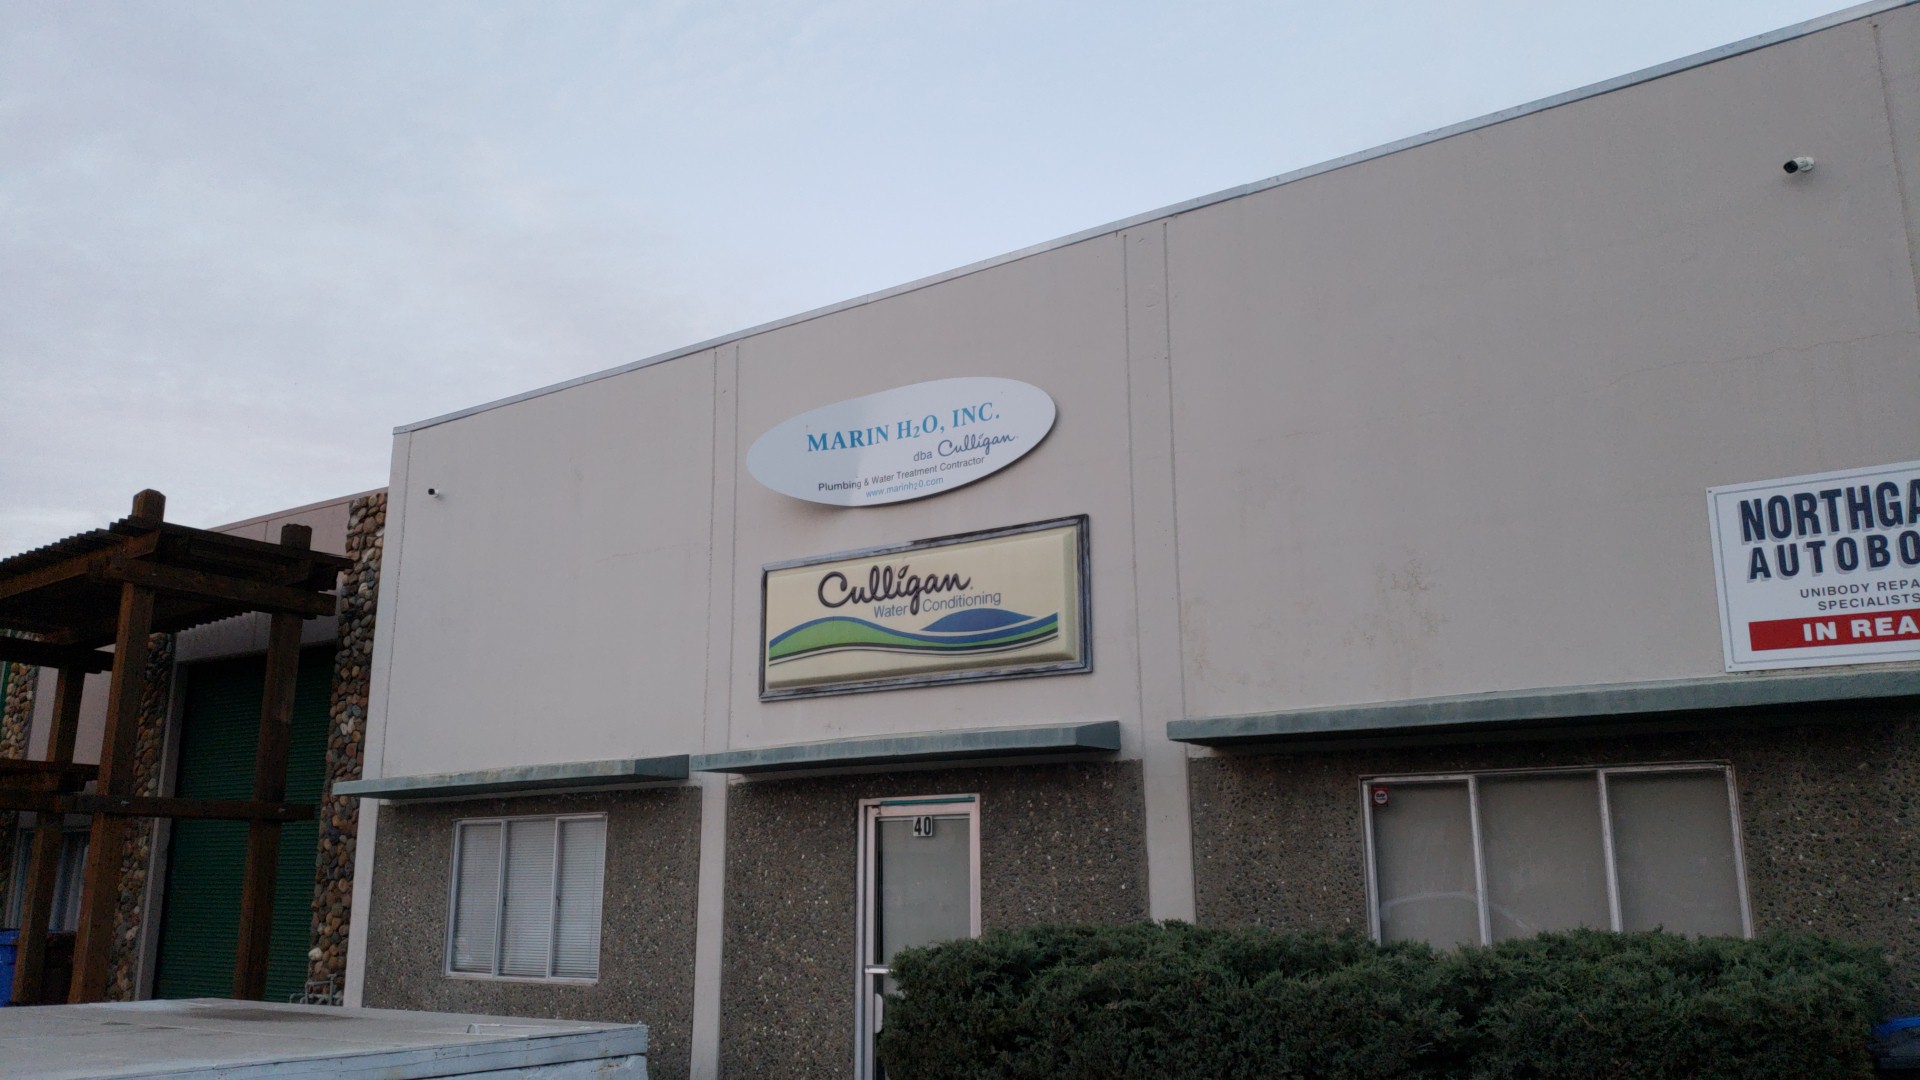 MARIN H2O, INC.
dba Culligan
Plumbing & Water Treatment Contractor
www.marinh20.com
Culligan
Water Conditioning
40
NORTHGA
AUTOBO
UNIBODY REPA
SPECIALISTS
IN REA